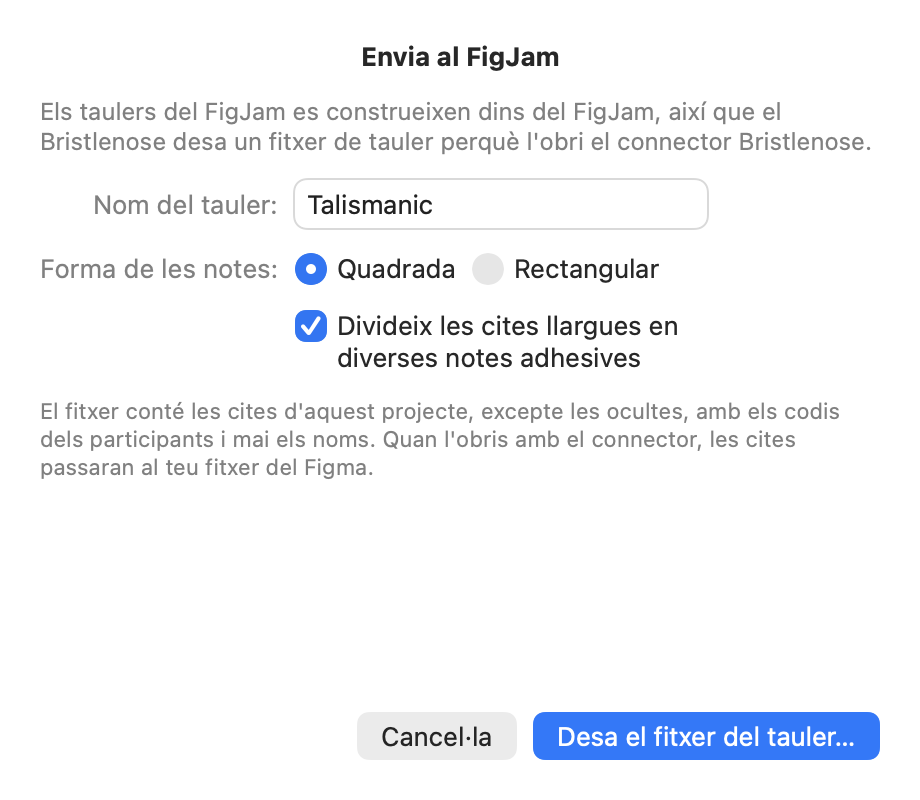 Envia al FigJam
Els taulers del FigJam es construeixen dins del FigJam, així que el
Bristlenose desa un fitxer de tauler perquè l'obri el connector Bristlenose.
Nom del tauler: Talismanic
Forma de les notes: Quadrada Rectangular
Divideix les cites llargues en
diverses notes adhesives
El fitxer conté les cites d'aquest projecte, excepte les ocultes, amb els codis
dels participants i mai els noms. Quan l'obris amb el connector, les cites
passaran al teu fitxer del Figma.
Cancel·la Desa el fitxer del tauler…